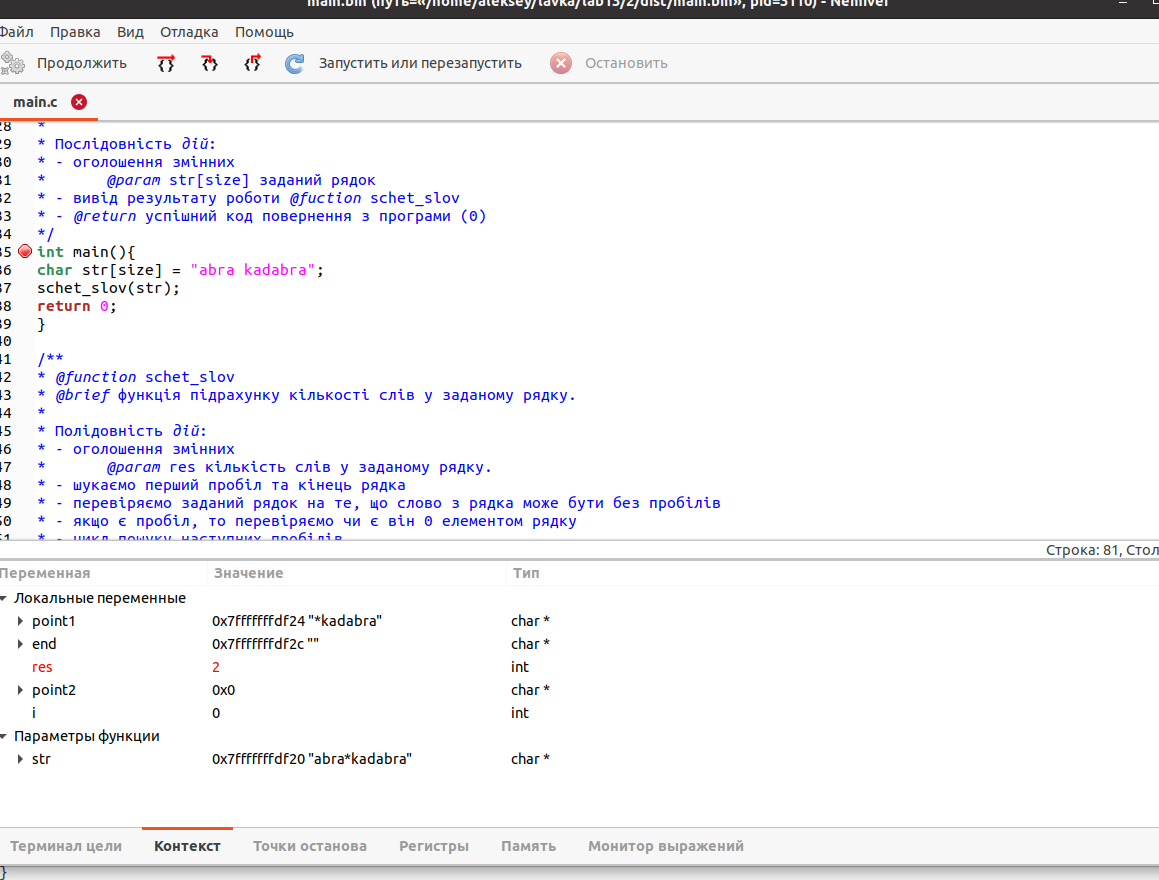 main.bin (путь=«/home/aleksey/lavka/lab13/2/dist/main.bin», pid=5110) - Nemiver
Файл Правка Вид Отладка Помощь
Продолжить Запустить или перезапустить Остановить
main.c
28 *
29 * Послідовність дій:
30 * - оголошення змінних
31 * @param str[size] заданий рядок
32 * - вивід результату роботи @fuction schet_slov
33 * - @return успішний код повернення з програми (0)
34 */
35 int main(){
36 char str[size] = "abra kadabra";
37 schet_slov(str);
38 return 0;
39 }
40
41 /**
42 * @function schet_slov
43 * @brief функція підрахунку кількості слів у заданому рядку.
44 *
45 * Полідовність дій:
46 * - оголошення змінних
47 * @param res кількість слів у заданому рядку.
48 * - шукаємо перший пробіл та кінець рядка
49 * - перевіряємо заданий рядок на те, що слово з рядка може бути без пробілів
50 * - якщо є пробіл, то перевіряємо чи є він 0 елементом рядку
51 * - цикл пошуку наступних пробілів
Строка: 81, Стол
Переменная Значение Тип
Локальные переменные
point1 0x7fffffffdf24 "*kadabra" char *
end 0x7fffffffdf2c "" char *
res 2 int
point2 0x0 char *
i 0 int
Параметры функции
str 0x7fffffffdf20 "abra*kadabra" char *
Терминал цели Контекст Точки останова Регистры Память Монитор выражений
}